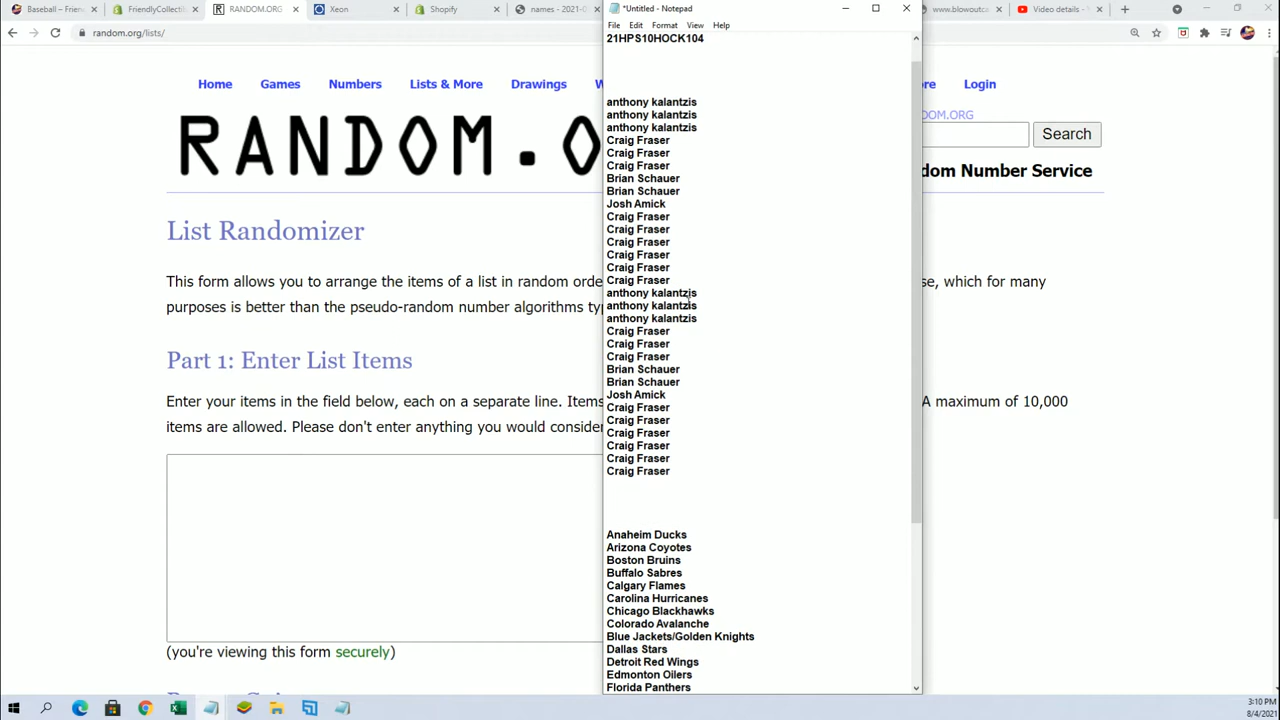 Baseball – Frien
FriendlyCollectib
RANDOM.ORG
Xeon
Shopify
names - 2021-0
*Untitled - Notepad
www.blowoutca
Video details -
random.org/lists/
File Edit Format View Help
21HPS10HOCK104
Home Games Numbers Lists & More Drawings W
ore Login
DOM.ORG
RANDOM.O
Search
dom Number Service
List Randomizer
This form allows you to arrange the items of a list in random orde
se, which for many
purposes is better than the pseudo-random number algorithms ty
Part 1: Enter List Items
Enter your items in the field below, each on a separate line. Items
A maximum of 10,000
items are allowed. Please don't enter anything you would conside
(you're viewing this form securely)
anthony kalantzis
anthony kalantzis
anthony kalantzis
Craig Fraser
Craig Fraser
Craig Fraser
Brian Schauer
Brian Schauer
Josh Amick
Craig Fraser
Craig Fraser
Craig Fraser
Craig Fraser
Craig Fraser
Craig Fraser
anthony kalantzis
anthony kalantzis
anthony kalantzis
Craig Fraser
Craig Fraser
Craig Fraser
Brian Schauer
Brian Schauer
Josh Amick
Craig Fraser
Craig Fraser
Craig Fraser
Craig Fraser
Craig Fraser
Craig Fraser
Anaheim Ducks
Arizona Coyotes
Boston Bruins
Buffalo Sabres
Calgary Flames
Carolina Hurricanes
Chicago Blackhawks
Colorado Avalanche
Blue Jackets/Golden Knights
Dallas Stars
Detroit Red Wings
Edmonton Oilers
Florida Panthers
3:10 PM
8/4/2021